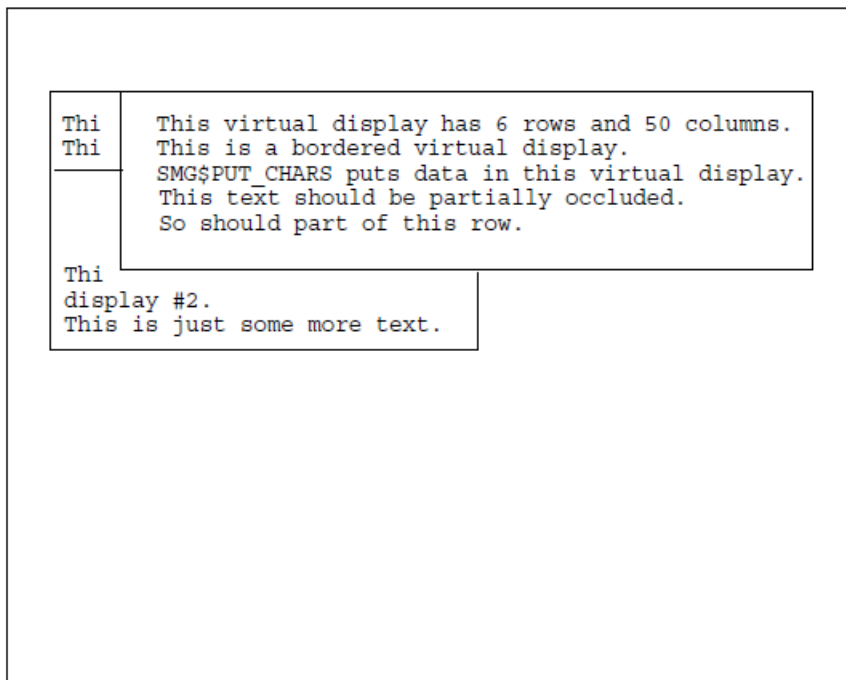 Thi This virtual display has 6 rows and 50 columns.
Thi This is a bordered virtual display.
SMG$PUT_CHARS puts data in this virtual display.
This text should be partially occluded.
So should part of this row.
Thi
display #2.
This is just some more text.